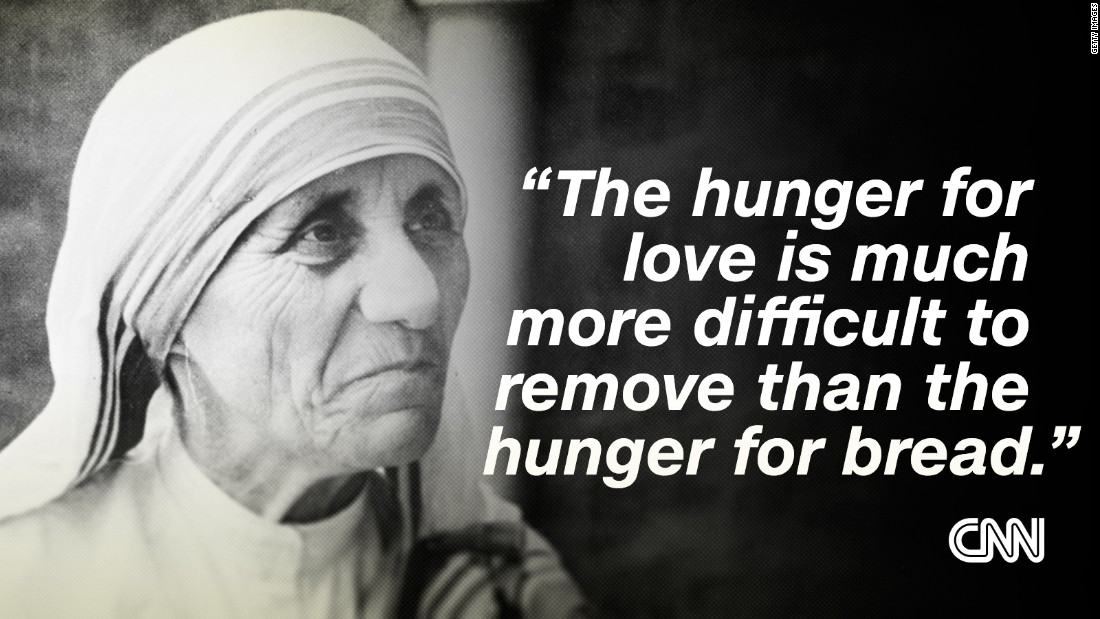 GETTY IMAGES
“The hunger for
love is much
more difficult to
remove than the
hunger for bread.”
CNN